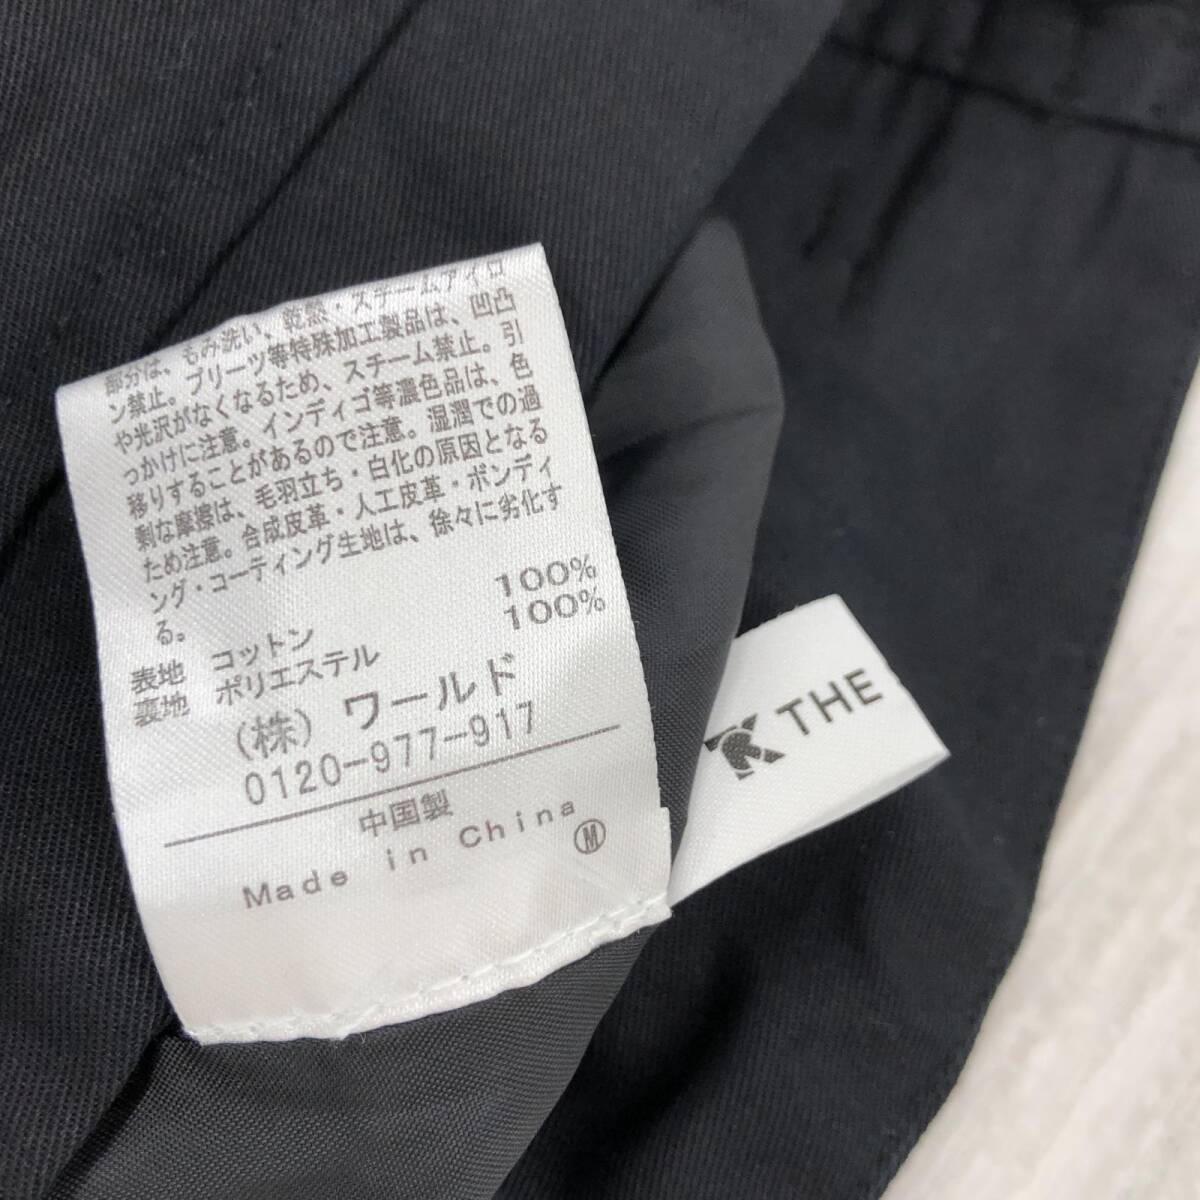 部分は、もみ洗い、乾熱・スチームアイロ
ン禁止。プリーツ等特殊加工製品は、凹凸
や光沢がなくなるため、スチーム禁止。引
っかけに注意。インディゴ等濃色品は、色
移りすることがあるので注意。湿潤での過
剰な摩擦は、毛羽立ち・白化の原因となる
ため注意。合成皮革・人工皮革・ボンディ
ング・コーティング生地は、徐々に劣化す
る。
表地 コットン 100%
裏地 ポリエステル 100%
(株) ワールド
0120-977-917
中国製
Made in China
M
TK THE